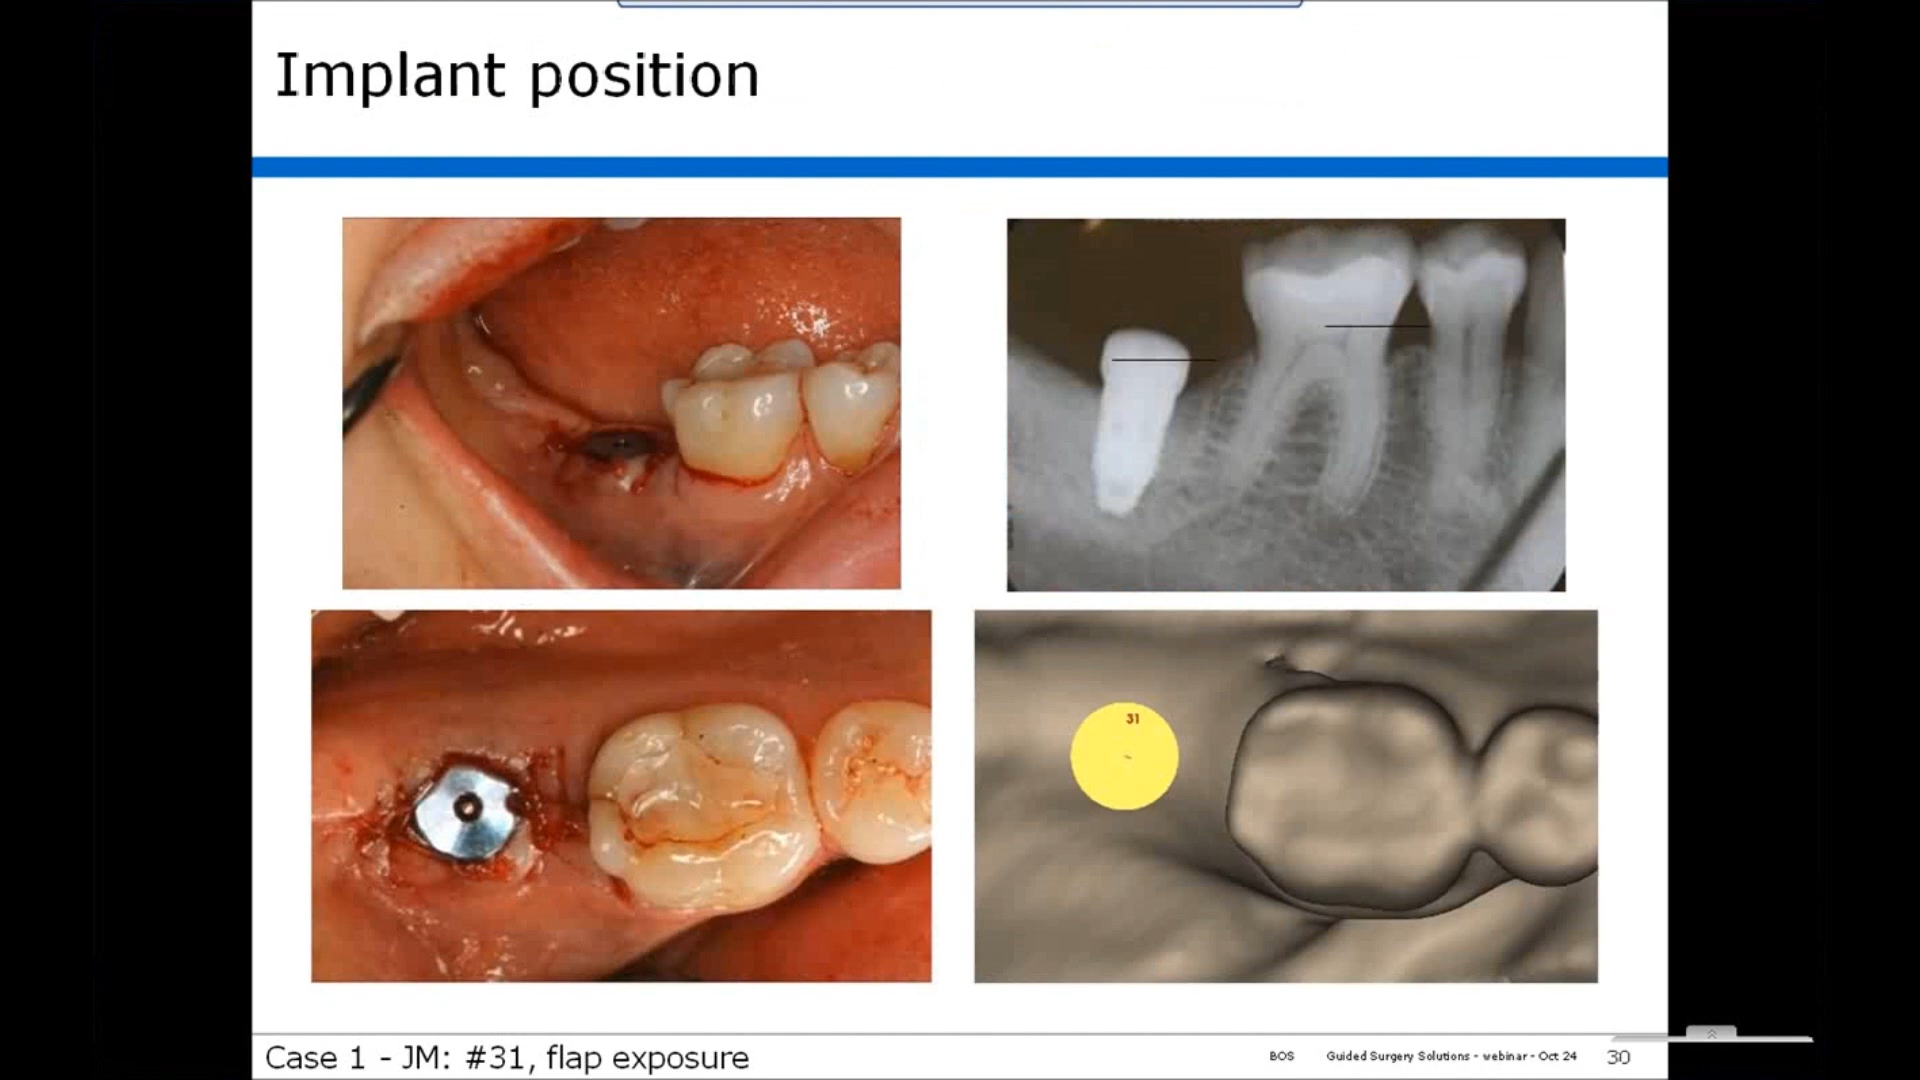 Implant position
31
Case 1 - JM: #31, flap exposure
BOS Guided Surgery Solutions - webinar - Oct 24 30